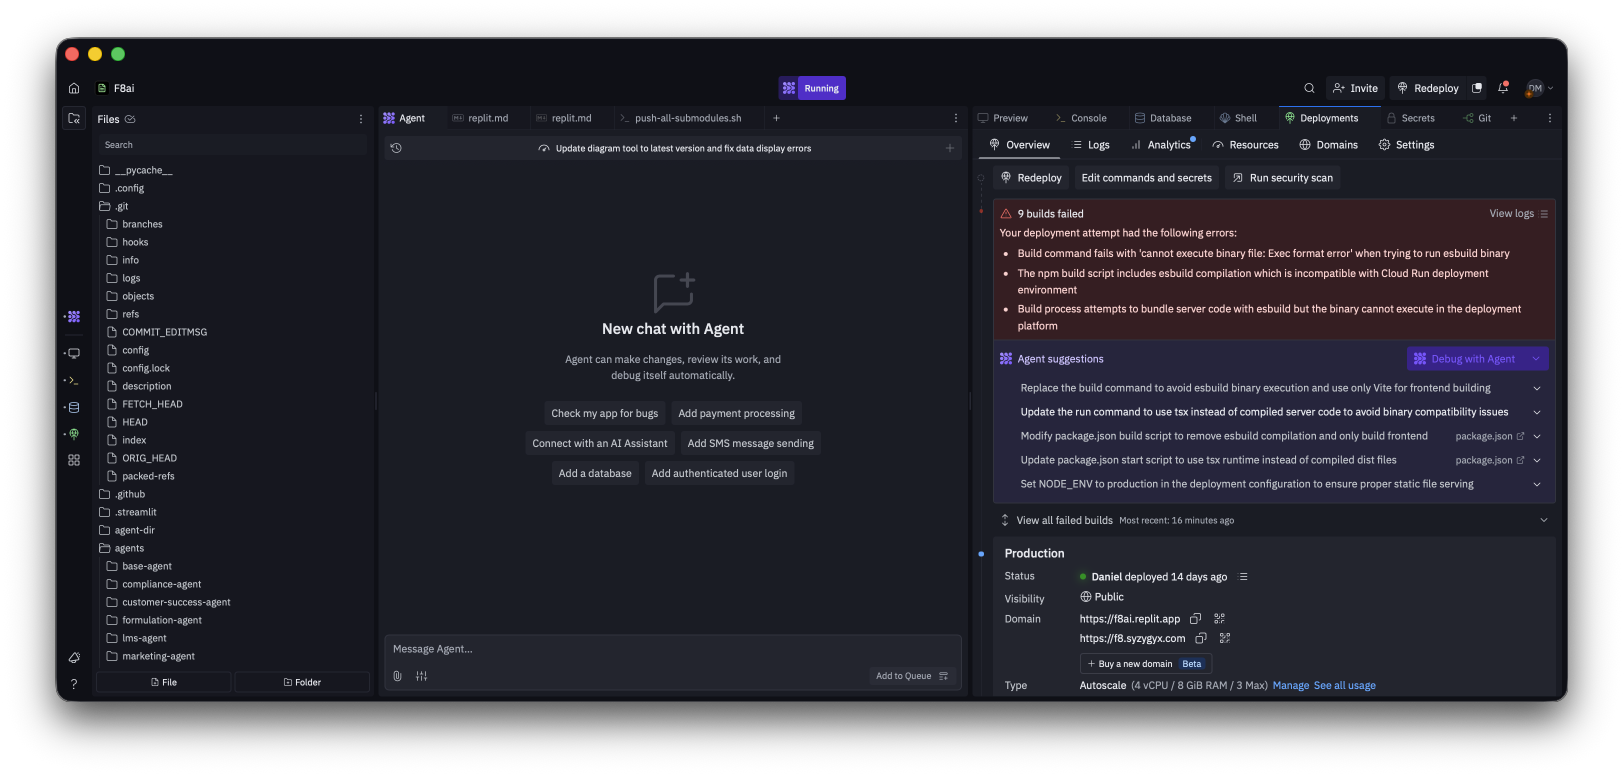 F8ai
Running
Invite
Redeploy
DM
Files
Search
__pycache__
.config
.git
branches
hooks
info
logs
objects
refs
COMMIT_EDITMSG
config
config.lock
description
FETCH_HEAD
HEAD
index
ORIG_HEAD
packed-refs
.github
.streamlit
agent-dir
agents
base-agent
compliance-agent
customer-success-agent
formulation-agent
lms-agent
marketing-agent
File
Folder
?
Agent
replit.md
replit.md
push-all-submodules.sh
Update diagram tool to latest version and fix data display errors
New chat with Agent
Agent can make changes, review its work, and
debug itself automatically.
Check my app for bugs
Add payment processing
Connect with an AI Assistant
Add SMS message sending
Add a database
Add authenticated user login
Message Agent...
Add to Queue
Preview
Console
Database
Shell
Deployments
Secrets
Git
Overview
Logs
Analytics
Resources
Domains
Settings
Redeploy
Edit commands and secrets
Run security scan
9 builds failed
View logs
Your deployment attempt had the following errors:
• Build command fails with 'cannot execute binary file: Exec format error' when trying to run esbuild binary
• The npm build script includes esbuild compilation which is incompatible with Cloud Run deployment
environment
• Build process attempts to bundle server code with esbuild but the binary cannot execute in the deployment
platform
Agent suggestions
Debug with Agent
Replace the build command to avoid esbuild binary execution and use only Vite for frontend building
Update the run command to use tsx instead of compiled server code to avoid binary compatibility issues
Modify package.json build script to remove esbuild compilation and only build frontend
package.json
Update package.json start script to use tsx runtime instead of compiled dist files
package.json
Set NODE_ENV to production in the deployment configuration to ensure proper static file serving
View all failed builds Most recent: 16 minutes ago
Production
Status
Daniel deployed 14 days ago
Visibility
Public
Domain
https://f8ai.replit.app
https://f8.syzygyx.com
+ Buy a new domain Beta
Type
Autoscale (4 vCPU / 8 GiB RAM / 3 Max) Manage See all usage